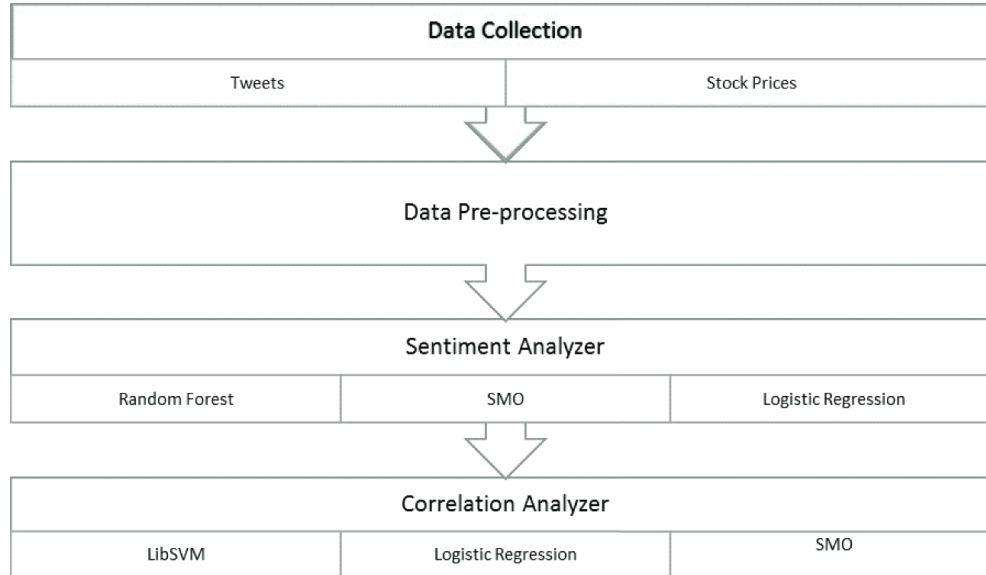 Data Collection
Tweets
Stock Prices
Data Pre-processing
Sentiment Analyzer
Random Forest
SMO
Logistic Regression
Correlation Analyzer
LibSVM
Logistic Regression
SMO